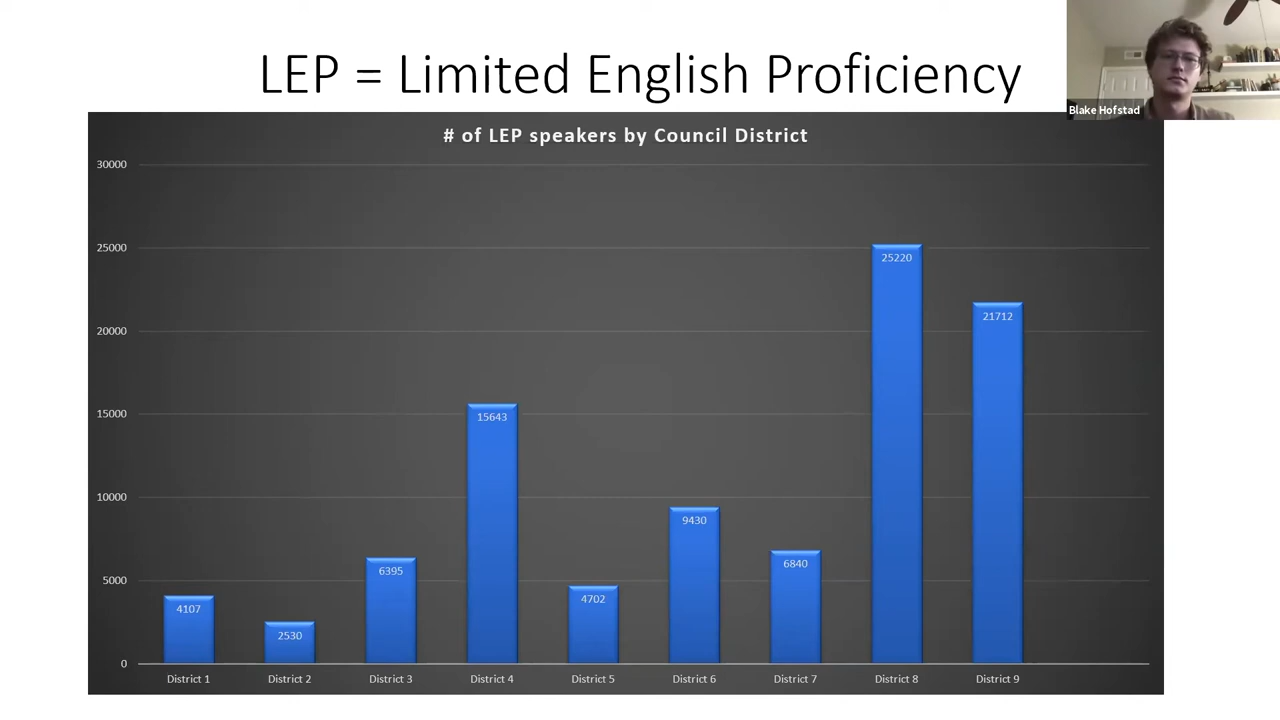 LEP = Limited English Proficiency
Blake Hofstad
# of LEP speakers by Council District
30000
25000
20000
15000
10000
5000
0
4107
2530
6395
15643
4702
9430
6840
25220
21712
District 1
District 2
District 3
District 4
District 5
District 6
District 7
District 8
District 9